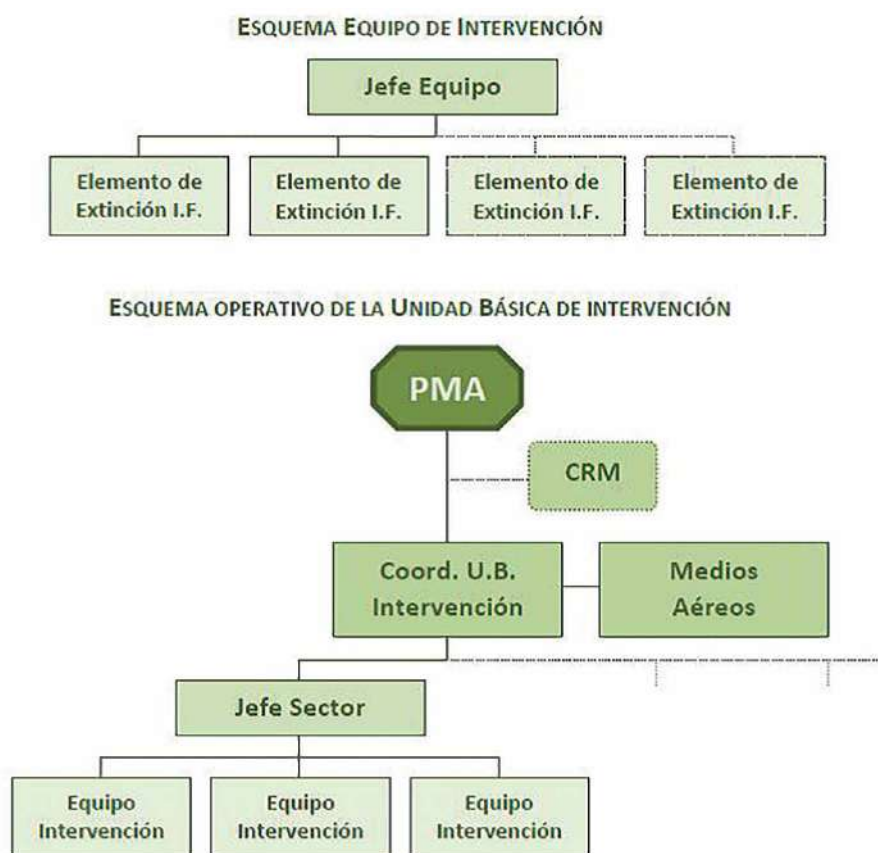 ESQUEMA EQUIPO DE INTERVENCIÓN
Jefe Equipo
Elemento de
Extinción I.F.
Elemento de
Extinción I.F.
Elemento de
Extinción I.F.
Elemento de
Extinción I.F.
ESQUEMA OPERATIVO DE LA UNIDAD BÁSICA DE INTERVENCIÓN
PMA
CRM
Coord. U.B.
Intervención
Medios
Aéreos
Jefe Sector
Equipo
Intervención
Equipo
Intervención
Equipo
Intervención